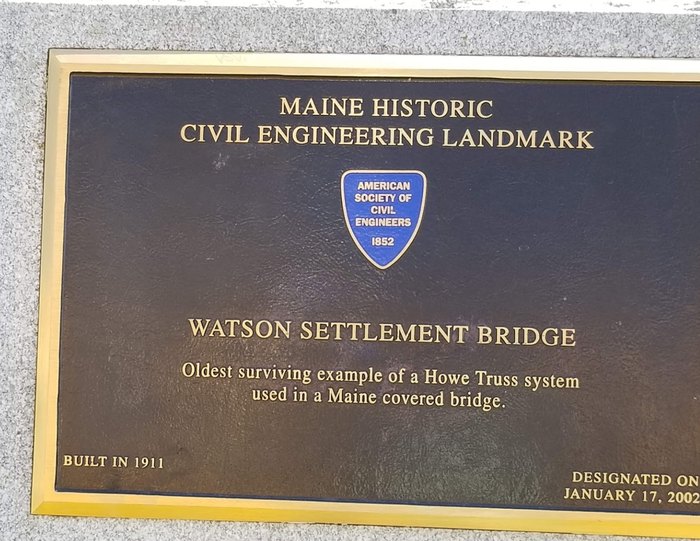 MAINE HISTORIC
CIVIL ENGINEERING LANDMARK
AMERICAN
SOCIETY OF
CIVIL
ENGINEERS
1852
WATSON SETTLEMENT BRIDGE
Oldest surviving example of a Howe Truss system
used in a Maine covered bridge.
BUILT IN 1911
DESIGNATED ON
JANUARY 17, 2002